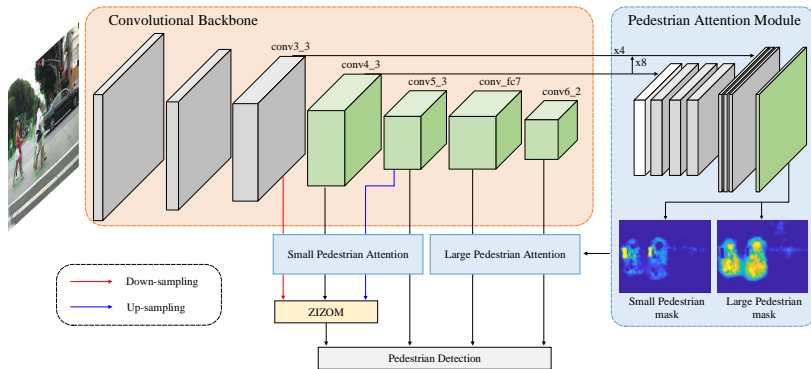 Convolutional Backbone
Pedestrian Attention Module
conv3_3
x4
conv4_3
x8
conv5_3
conv_fc7
conv6_2
Small Pedestrian Attention
Large Pedestrian Attention
Down-sampling
Up-sampling
ZIZOM
Small Pedestrian
mask
Large Pedestrian
mask
Pedestrian Detection